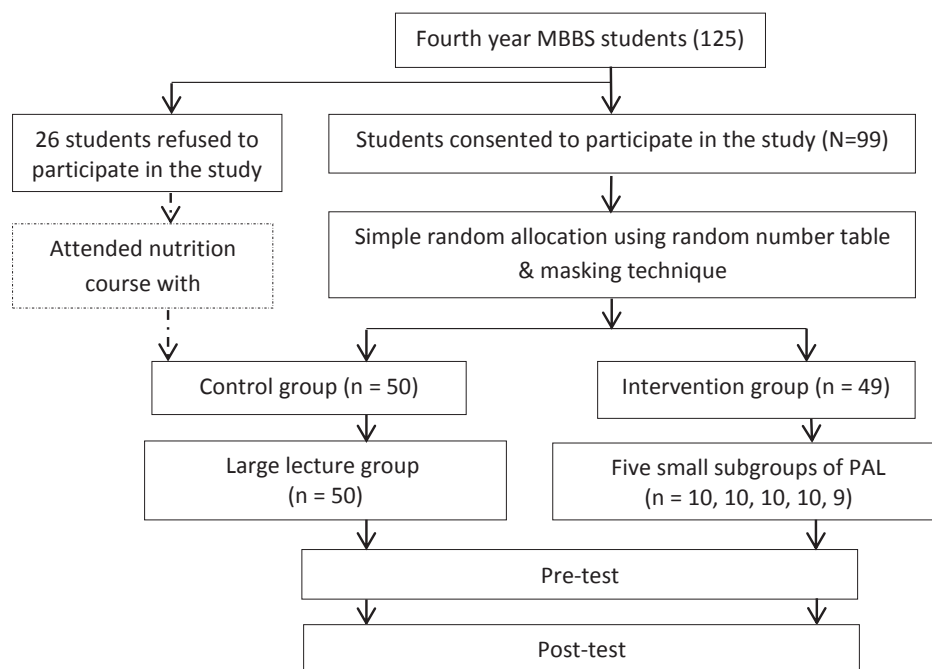 Fourth year MBBS students (125)
26 students refused to
participate in the study
Students consented to participate in the study (N=99)
Attended nutrition
course with
Simple random allocation using random number table
& masking technique
Control group (n = 50)
Intervention group (n = 49)
Large lecture group
(n = 50)
Five small subgroups of PAL
(n = 10, 10, 10, 10, 9)
Pre-test
Post-test